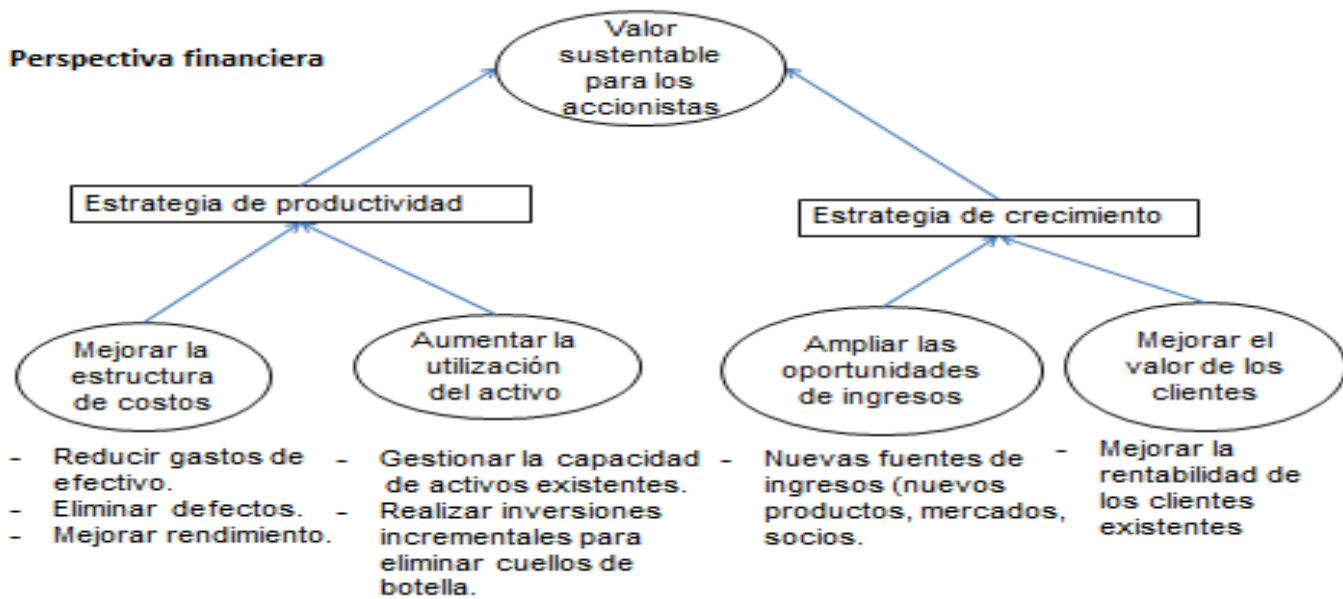 Perspectiva financiera
Valor
sustentable
para los
accionistas
Estrategia de productividad
Estrategia de crecimiento
Mejorar la
estructura
de costos
Aumentar la
utilización
del activo
Ampliar las
oportunidades
de ingresos
Mejorar el
valor de los
clientes
- Reducir gastos de
efectivo.
- Eliminar defectos.
- Mejorar rendimiento.
- Gestionar la capacidad
de activos existentes.
- Realizar inversiones
incrementales para
eliminar cuellos de
botella.
- Nuevas fuentes de
ingresos (nuevos
productos, mercados,
socios.
- Mejorar la
rentabilidad de
los clientes
existentes